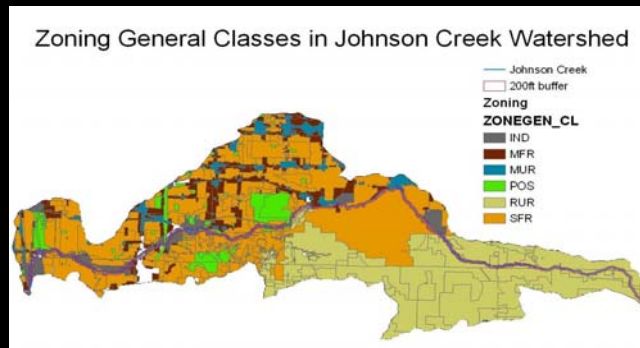 Zoning General Classes in Johnson Creek Watershed
Johnson Creek
200ft buffer
Zoning
ZONEGEN_CL
IND
MFR
MUR
POS
RUR
SFR